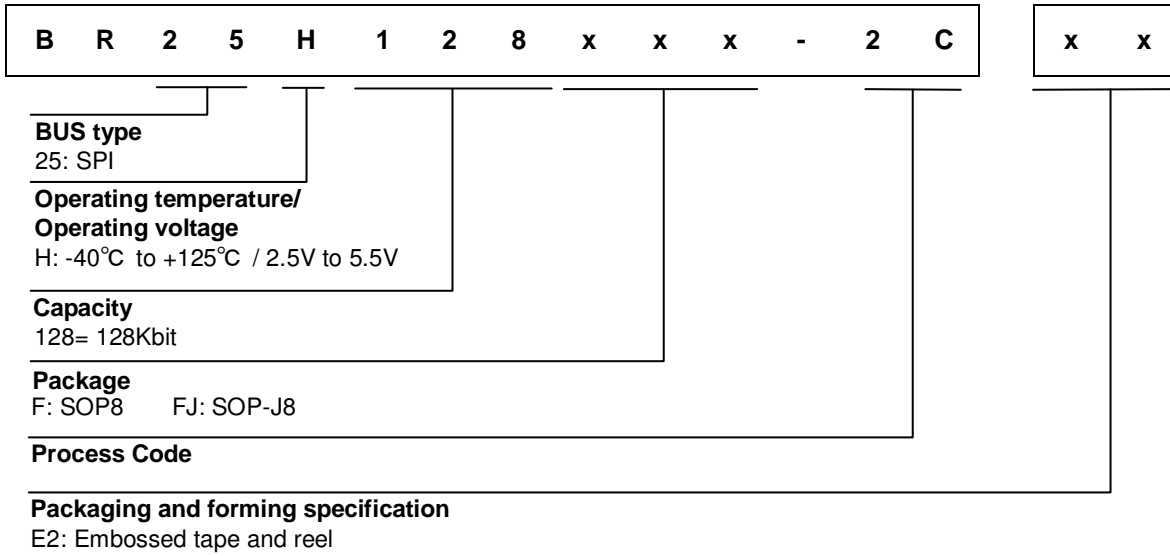 B R 2 5 H 1 2 8 x x x - 2 C x x
BUS type
25: SPI
Operating temperature/
Operating voltage
H: -40℃ to +125℃ / 2.5V to 5.5V
Capacity
128= 128Kbit
Package
F: SOP8 FJ: SOP-J8
Process Code
Packaging and forming specification
E2: Embossed tape and reel